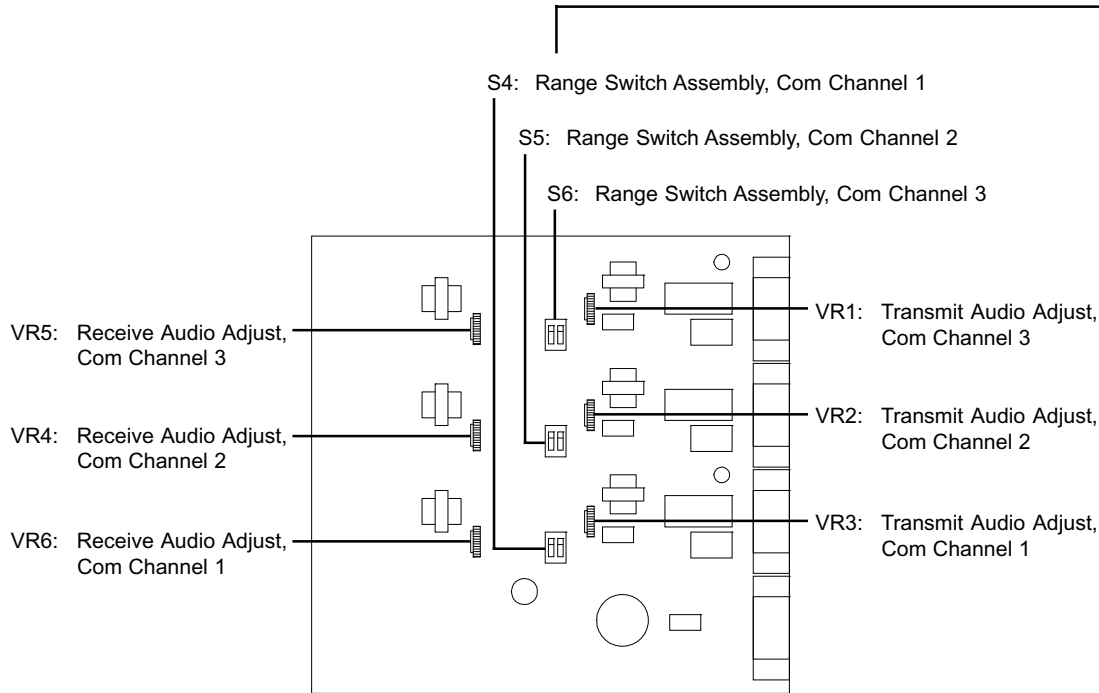 S4: Range Switch Assembly, Com Channel 1
S5: Range Switch Assembly, Com Channel 2
S6: Range Switch Assembly, Com Channel 3
VR5: Receive Audio Adjust,
Com Channel 3
VR4: Receive Audio Adjust,
Com Channel 2
VR6: Receive Audio Adjust,
Com Channel 1
VR1: Transmit Audio Adjust,
Com Channel 3
VR2: Transmit Audio Adjust,
Com Channel 2
VR3: Transmit Audio Adjust,
Com Channel 1